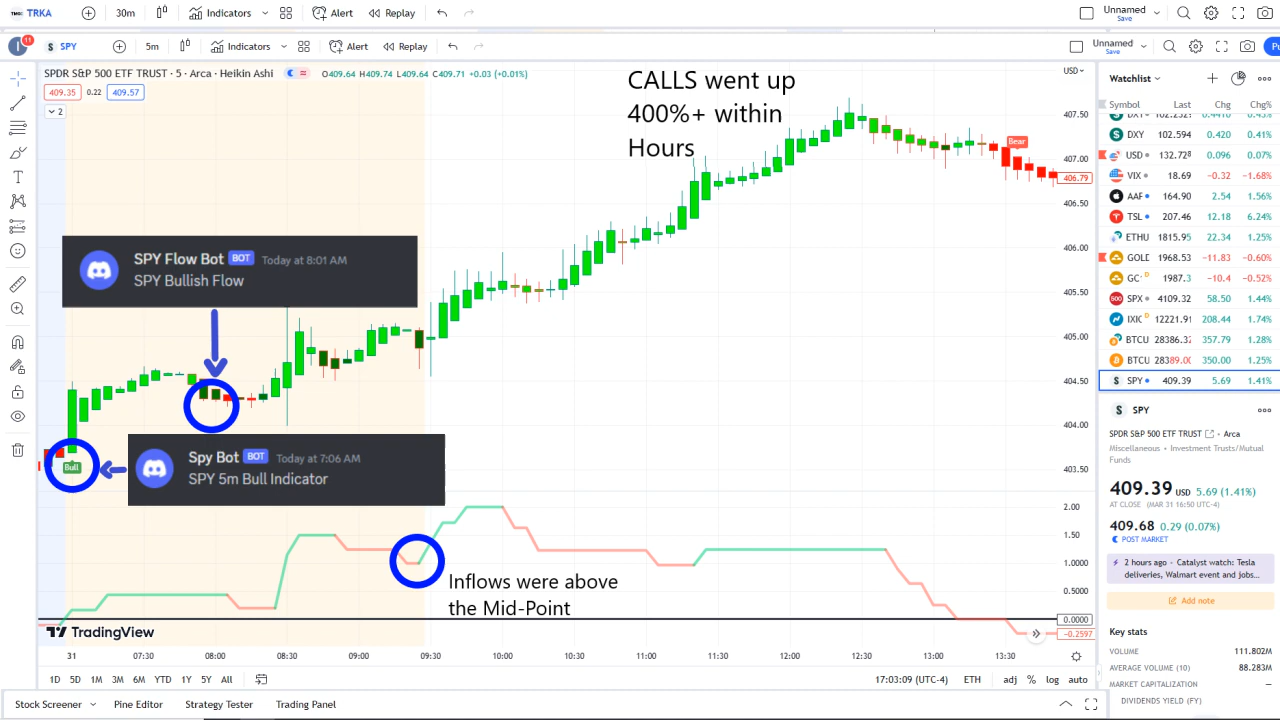 TRKA
30m
Indicators
Alert
Replay
Unnamed
Save
11
SPY
5m
Indicators
Alert
Replay
Unnamed
Save
SPDR S&P 500 ETF TRUST · 5 · Arca · Heikin Ashi
O409.64 H409.74 L409.64 C409.71 +0.03 (+0.01%)
409.35
0.22
409.57
2
CALLS went up
400%+ within
Hours
USD
407.50
407.00
406.79
406.50
406.00
405.50
405.00
404.50
404.00
403.50
2.00
1.50
1.0000
0.5000
0.0000
-0.2597
Bear
SPY Flow Bot BOT Today at 8:01 AM
SPY Bullish Flow
Bull
Spy Bot BOT Today at 7:06 AM
SPY 5m Bull Indicator
Inflows were above
the Mid-Point
TradingView
31
07:30
08:00
08:30
09:00
09:30
10:00
10:30
11:00
11:30
12:00
12:30
13:00
13:30
1D 5D 1M 3M 6M YTD 1Y 5Y All
17:03:09 (UTC-4)
ETH
adj % log auto
Stock Screener
Pine Editor
Strategy Tester
Trading Panel
Watchlist
Symbol Last Chg Chg%
DXY 102.594 0.420 0.41%
USD 132.728 0.096 0.07%
VIX 18.69 -0.32 -1.68%
AAF 164.90 2.54 1.56%
TSL 207.46 12.18 6.24%
ETHU 1815.95 22.34 1.25%
GOLE 1968.53 -11.83 -0.60%
GC 1987.3 -10.4 -0.52%
SPX 4109.32 58.50 1.44%
IXIC 12221.91 208.44 1.74%
BTCU 28386.32 357.79 1.28%
BTCU 28389.00 350.00 1.25%
SPY 409.39 5.69 1.41%
SPY
SPDR S&P 500 ETF TRUST · Arca
Miscellaneous · Investment Trusts/Mutual
Funds
409.39 USD 5.69 (1.41%)
AT CLOSE (MAR 31 16:50 UTC-4)
409.68 0.29 (0.07%)
POST MARKET
2 hours ago · Catalyst watch: Tesla
deliveries, Walmart event and jobs...
Add note
Key stats
VOLUME 111.802M
AVERAGE VOLUME (10) 88.283M
MARKET CAPITALIZATION —
DIVIDENDS YIELD (FY)